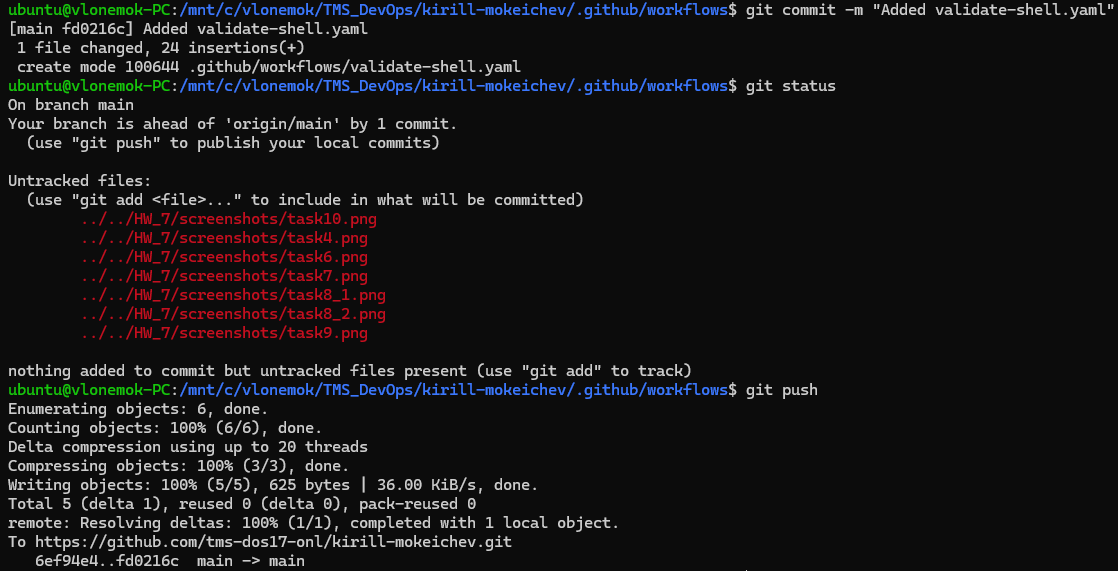 ubuntu@vlonemok-PC:/mnt/c/vlonemok/TMS_DevOps/kirill-mokeichev/.github/workflows$ git commit -m "Added validate-shell.yaml"
[main fd0216c] Added validate-shell.yaml
 1 file changed, 24 insertions(+)
 create mode 100644 .github/workflows/validate-shell.yaml
ubuntu@vlonemok-PC:/mnt/c/vlonemok/TMS_DevOps/kirill-mokeichev/.github/workflows$ git status
On branch main
Your branch is ahead of 'origin/main' by 1 commit.
  (use "git push" to publish your local commits)

Untracked files:
  (use "git add <file>..." to include in what will be committed)
        ../../HW_7/screenshots/task10.png
        ../../HW_7/screenshots/task4.png
        ../../HW_7/screenshots/task6.png
        ../../HW_7/screenshots/task7.png
        ../../HW_7/screenshots/task8_1.png
        ../../HW_7/screenshots/task8_2.png
        ../../HW_7/screenshots/task9.png

nothing added to commit but untracked files present (use "git add" to track)
ubuntu@vlonemok-PC:/mnt/c/vlonemok/TMS_DevOps/kirill-mokeichev/.github/workflows$ git push
Enumerating objects: 6, done.
Counting objects: 100% (6/6), done.
Delta compression using up to 20 threads
Compressing objects: 100% (3/3), done.
Writing objects: 100% (5/5), 625 bytes | 36.00 KiB/s, done.
Total 5 (delta 1), reused 0 (delta 0), pack-reused 0
remote: Resolving deltas: 100% (1/1), completed with 1 local object.
To https://github.com/tms-dos17-onl/kirill-mokeichev.git
   6ef94e4..fd0216c  main -> main